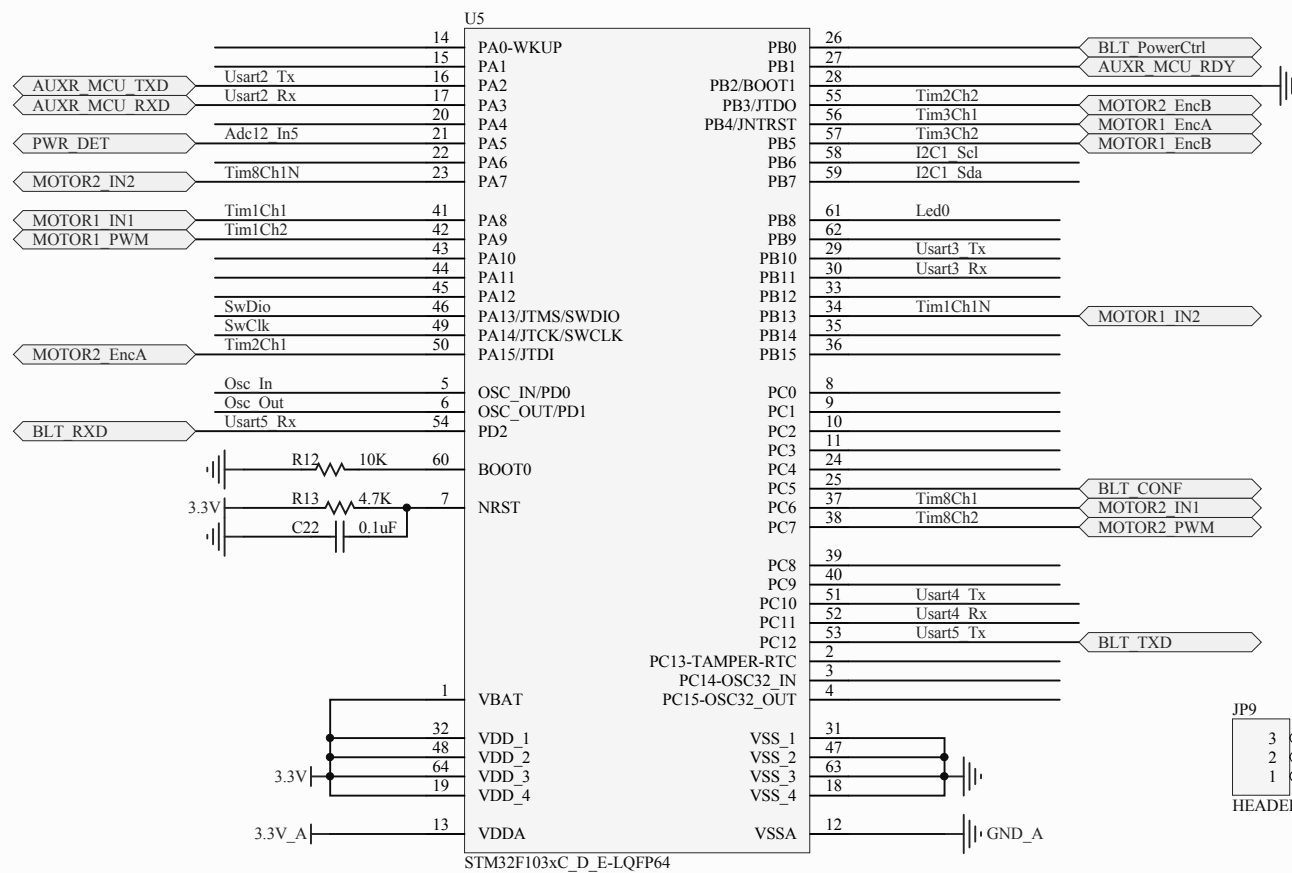 U5
14 PA0-WKUP PB0 26 BLT_PowerCtrl
15 PA1 PB1 27 AUXR_MCU_RDY
AUXR_MCU_TXD Usart2_Tx 16 PA2 PB2/BOOT1 28
AUXR_MCU_RXD Usart2_Rx 17 PA3 PB3/JTDO 55 Tim2Ch2 MOTOR2_EncB
20 PA4 PB4/JNTRST 56 Tim3Ch1 MOTOR1_EncA
PWR_DET Adc12_In5 21 PA5 PB5 57 Tim3Ch2 MOTOR1_EncB
22 PA6 PB6 58 I2C1_Scl
MOTOR2_IN2 Tim8Ch1N 23 PA7 PB7 59 I2C1_Sda
MOTOR1_IN1 Tim1Ch1 41 PA8 PB8 61 Led0
MOTOR1_PWM Tim1Ch2 42 PA9 PB9 62
43 PA10 PB10 29 Usart3_Tx
44 PA11 PB11 30 Usart3_Rx
45 PA12 PB12 33
SwDio 46 PA13/JTMS/SWDIO PB13 34 Tim1Ch1N MOTOR1_IN2
SwClk 49 PA14/JTCK/SWCLK PB14 35
MOTOR2_EncA Tim2Ch1 50 PA15/JTDI PB15 36
Osc_In 5 OSC_IN/PD0 PC0 8
Osc_Out 6 OSC_OUT/PD1 PC1 9
BLT_RXD Usart5_Rx 54 PD2 PC2 10
PC3 11
R12 10K 60 BOOT0 PC4 24
PC5 25 BLT_CONF
3.3V R13 4.7K 7 NRST PC6 37 Tim8Ch1 MOTOR2_IN1
C22 0.1uF PC7 38 Tim8Ch2 MOTOR2_PWM
PC8 39
PC9 40
PC10 51 Usart4_Tx
PC11 52 Usart4_Rx
PC12 53 Usart5_Tx BLT_TXD
PC13-TAMPER-RTC 2
PC14-OSC32_IN 3
1 VBAT PC15-OSC32_OUT 4
JP9
32 VDD_1 VSS_1 31 3
48 VDD_2 VSS_2 47 2
3.3V 64 VDD_3 VSS_3 63 1
19 VDD_4 VSS_4 18
HEADER
3.3V_A 13 VDDA VSSA 12 GND_A
STM32F103xC_D_E-LQFP64